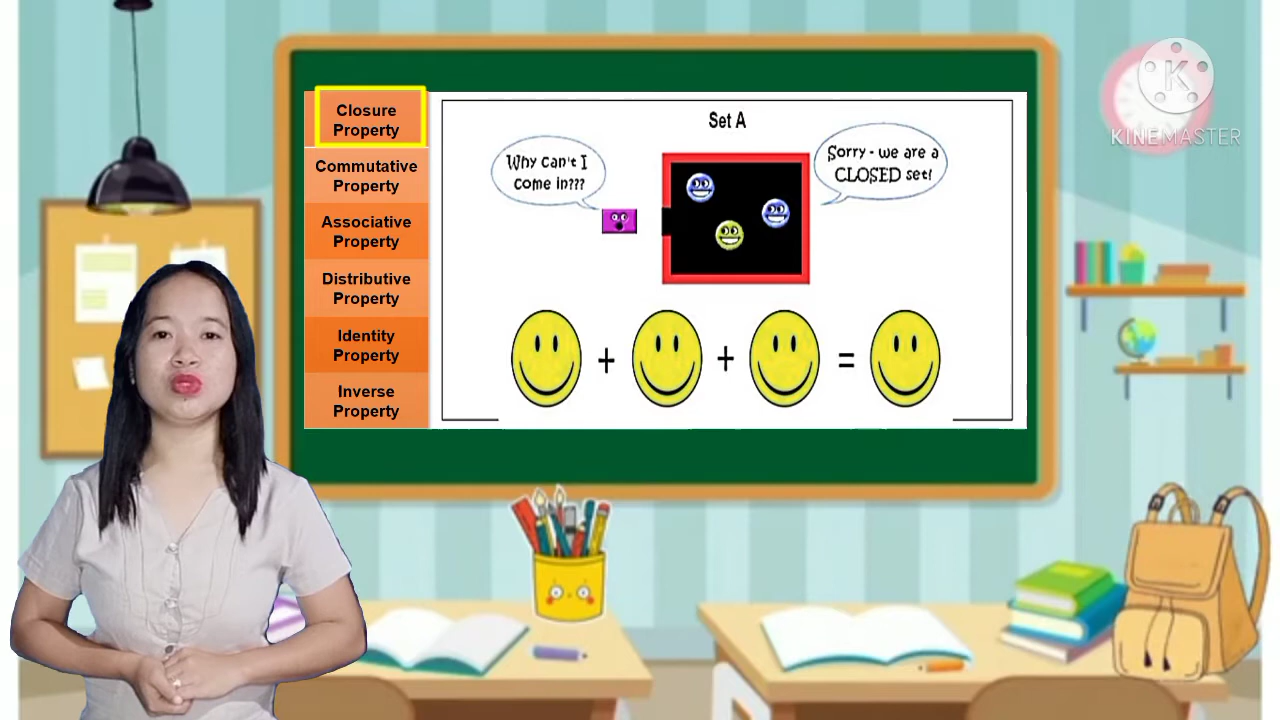 Closure
Property
Commutative
Property
Associative
Property
Distributive
Property
Identity
Property
Inverse
Property
Set A
Why can't I
come in???
Sorry - we are a
CLOSED set!
+ + =
K
KINEMASTER